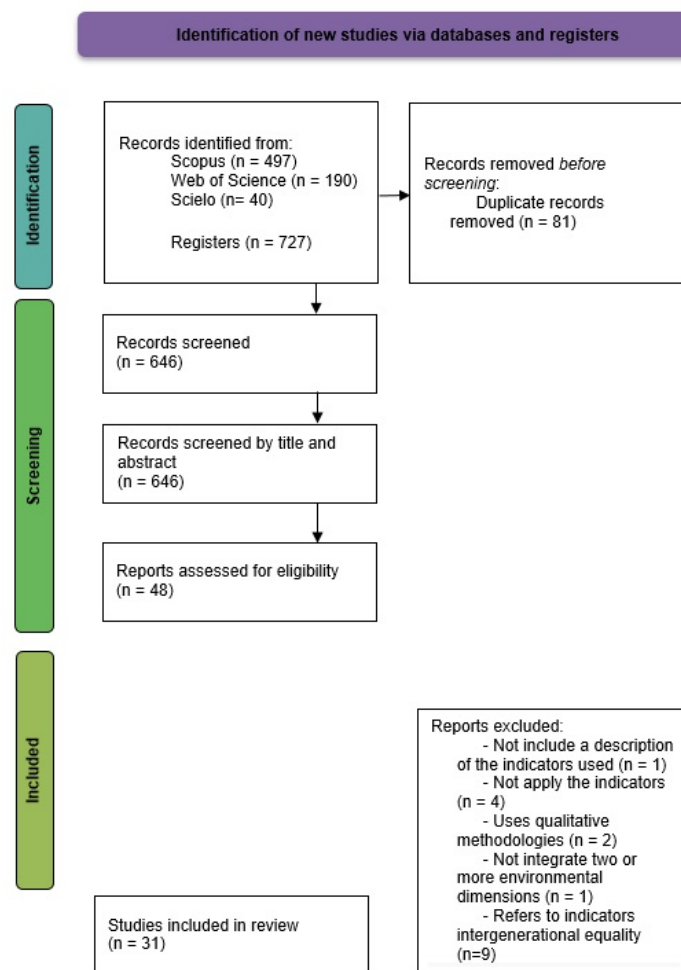 Identification of new studies via databases and registers
Identification
Records identified from:
Scopus (n = 497)
Web of Science (n = 190)
Scielo (n= 40)
Registers (n = 727)
Records removed before
screening:
Duplicate records
removed (n = 81)
Screening
Records screened
(n = 646)
Records screened by title and
abstract
(n = 646)
Reports assessed for eligibility
(n = 48)
Included
Reports excluded:
- Not include a description
of the indicators used (n = 1)
- Not apply the indicators
(n = 4)
- Uses qualitative
methodologies (n = 2)
- Not integrate two or
more environmental
dimensions (n = 1)
- Refers to indicators
intergenerational equality
(n=9)
Studies included in review
(n = 31)